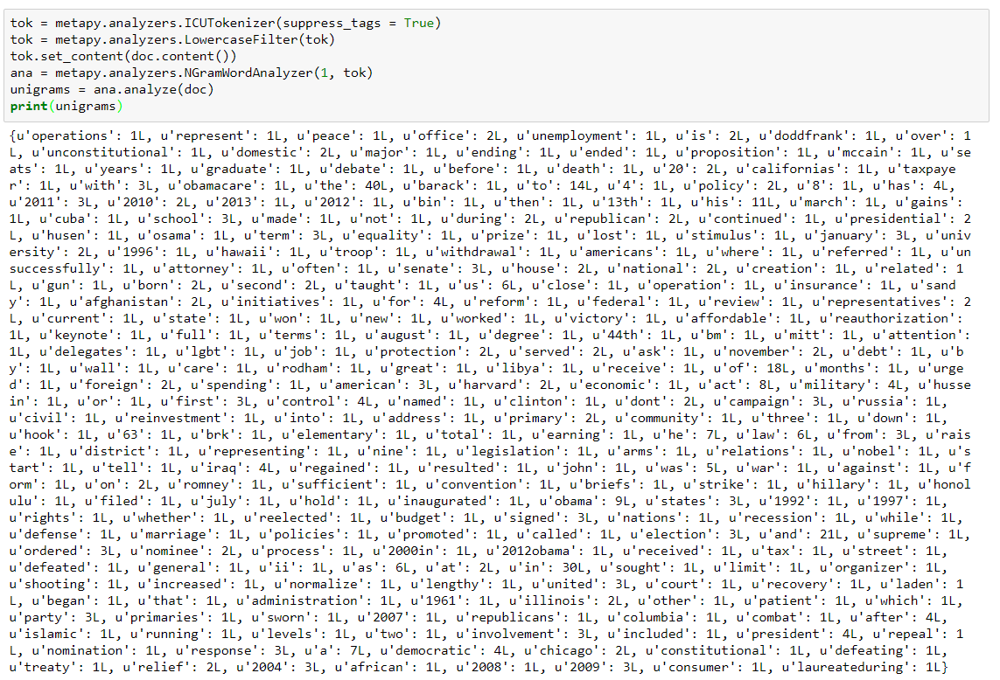 tok = metapy.analyzers.ICUTokenizer(suppress_tags = True)
tok = metapy.analyzers.LowercaseFilter(tok)
tok.set_content(doc.content())
ana = metapy.analyzers.NGramWordAnalyzer(1, tok)
unigrams = ana.analyze(doc)
print(unigrams)
{u'operations': 1L, u'represent': 1L, u'peace': 1L, u'office': 2L, u'unemployment': 1L, u'is': 2L, u'doddfrank': 1L, u'over': 1
L, u'unconstitutional': 1L, u'domestic': 2L, u'major': 1L, u'ending': 1L, u'ended': 1L, u'proposition': 1L, u'mccain': 1L, u'se
ats': 1L, u'years': 1L, u'graduate': 1L, u'debate': 1L, u'before': 1L, u'death': 1L, u'20': 2L, u'californias': 1L, u'taxpaye
r': 1L, u'with': 3L, u'obamacare': 1L, u'the': 40L, u'barack': 1L, u'to': 14L, u'4': 1L, u'policy': 2L, u'8': 1L, u'has': 4L,
u'2011': 3L, u'2010': 2L, u'2013': 1L, u'2012': 1L, u'bin': 1L, u'then': 1L, u'13th': 1L, u'his': 11L, u'march': 1L, u'gains':
1L, u'cuba': 1L, u'school': 3L, u'made': 1L, u'not': 1L, u'during': 2L, u'republican': 2L, u'continued': 1L, u'presidential': 2
L, u'husen': 1L, u'osama': 1L, u'term': 3L, u'equality': 1L, u'prize': 1L, u'lost': 1L, u'stimulus': 1L, u'january': 3L, u'univ
ersity': 2L, u'1996': 1L, u'hawaii': 1L, u'troop': 1L, u'withdrawal': 1L, u'americans': 1L, u'where': 1L, u'referred': 1L, u'un
successfully': 1L, u'attorney': 1L, u'often': 1L, u'senate': 3L, u'house': 2L, u'national': 2L, u'creation': 1L, u'related': 1
L, u'gun': 1L, u'born': 2L, u'second': 2L, u'taught': 1L, u'us': 6L, u'close': 1L, u'operation': 1L, u'insurance': 1L, u'sand
y': 1L, u'afghanistan': 2L, u'initiatives': 1L, u'for': 4L, u'reform': 1L, u'federal': 1L, u'review': 1L, u'representatives': 2
L, u'current': 1L, u'state': 1L, u'won': 1L, u'new': 1L, u'worked': 1L, u'victory': 1L, u'affordable': 1L, u'reauthorization':
1L, u'keynote': 1L, u'full': 1L, u'terms': 1L, u'august': 1L, u'degree': 1L, u'44th': 1L, u'bm': 1L, u'mitt': 1L, u'attention':
1L, u'delegates': 1L, u'lgbt': 1L, u'job': 1L, u'protection': 2L, u'served': 2L, u'ask': 1L, u'november': 2L, u'debt': 1L, u'b
y': 1L, u'wall': 1L, u'care': 1L, u'rodham': 1L, u'great': 1L, u'libya': 1L, u'receive': 1L, u'of': 18L, u'months': 1L, u'urge
d': 1L, u'foreign': 2L, u'spending': 1L, u'american': 3L, u'harvard': 2L, u'economic': 1L, u'act': 8L, u'military': 4L, u'husse
in': 1L, u'or': 1L, u'first': 3L, u'control': 4L, u'named': 1L, u'clinton': 1L, u'dont': 2L, u'campaign': 3L, u'russia': 1L,
u'civil': 1L, u'reinvestment': 1L, u'into': 1L, u'address': 1L, u'primary': 2L, u'community': 1L, u'three': 1L, u'down': 1L,
u'hook': 1L, u'63': 1L, u'brk': 1L, u'elementary': 1L, u'total': 1L, u'earning': 1L, u'he': 7L, u'law': 6L, u'from': 3L, u'rais
e': 1L, u'district': 1L, u'representing': 1L, u'nine': 1L, u'legislation': 1L, u'arms': 1L, u'relations': 1L, u'nobel': 1L, u's
tart': 1L, u'tell': 1L, u'iraq': 4L, u'regained': 1L, u'resulted': 1L, u'john': 1L, u'was': 5L, u'war': 1L, u'against': 1L, u'f
orm': 1L, u'on': 2L, u'romney': 1L, u'sufficient': 1L, u'convention': 1L, u'briefs': 1L, u'strike': 1L, u'hillary': 1L, u'honol
ulu': 1L, u'filed': 1L, u'july': 1L, u'hold': 1L, u'inaugurated': 1L, u'obama': 9L, u'states': 3L, u'1992': 1L, u'1997': 1L,
u'rights': 1L, u'whether': 1L, u'reelected': 1L, u'budget': 1L, u'signed': 3L, u'nations': 1L, u'recession': 1L, u'while': 1L,
u'defense': 1L, u'marriage': 1L, u'policies': 1L, u'promoted': 1L, u'called': 1L, u'election': 3L, u'and': 21L, u'supreme': 1L,
u'ordered': 3L, u'nominee': 2L, u'process': 1L, u'2000in': 1L, u'2012obama': 1L, u'received': 1L, u'tax': 1L, u'street': 1L,
u'defeated': 1L, u'general': 1L, u'ii': 1L, u'as': 6L, u'at': 2L, u'in': 30L, u'sought': 1L, u'limit': 1L, u'organizer': 1L,
u'shooting': 1L, u'increased': 1L, u'normalize': 1L, u'lengthy': 1L, u'united': 3L, u'court': 1L, u'recovery': 1L, u'laden': 1
L, u'began': 1L, u'that': 1L, u'administration': 1L, u'1961': 1L, u'illinois': 2L, u'other': 1L, u'patient': 1L, u'which': 1L,
u'party': 3L, u'primaries': 1L, u'sworn': 1L, u'2007': 1L, u'republicans': 1L, u'columbia': 1L, u'combat': 1L, u'after': 4L,
u'islamic': 1L, u'running': 1L, u'levels': 1L, u'two': 1L, u'involvement': 3L, u'included': 1L, u'president': 4L, u'repeal': 1
L, u'nomination': 1L, u'response': 3L, u'a': 7L, u'democratic': 4L, u'chicago': 2L, u'constitutional': 1L, u'defeating': 1L,
u'treaty': 1L, u'relief': 2L, u'2004': 3L, u'african': 1L, u'2008': 1L, u'2009': 3L, u'consumer': 1L, u'laureateduring': 1L}